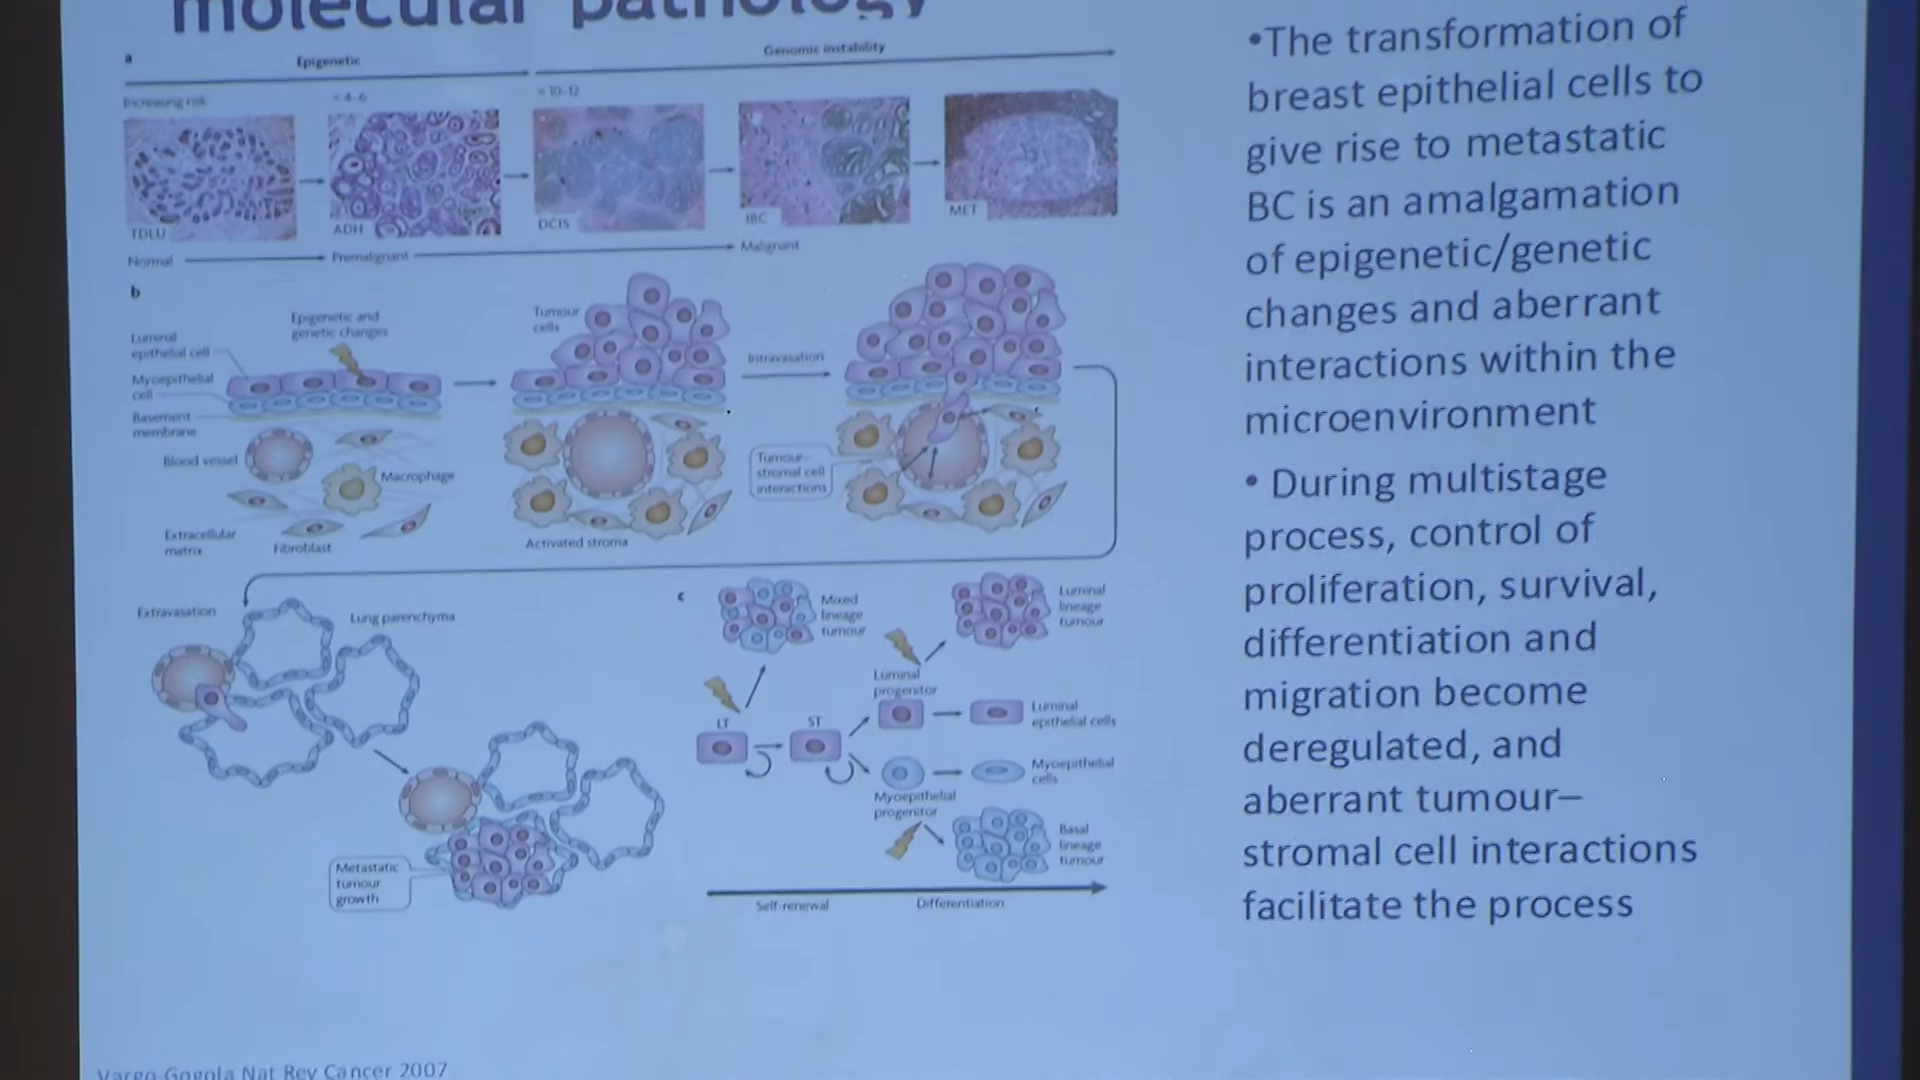 molecular pathology
a
Epigenetic
Genomic instability
Increasing risk
× 4–6
× 10–12
TDLU
ADH
DCIS
IBC
MET
Normal
Premalignant
Malignant
b
Luminal
epithelial cell
Epigenetic and
genetic changes
Myoepithelial
cell
Basement
membrane
Blood vessel
Macrophage
Extracellular
matrix
Fibroblast
Tumour
cells
Activated stroma
Intravasation
Tumour–
stromal cell
interactions
Extravasation
Lung parenchyma
Metastatic
tumour
growth
c
Mixed
lineage
tumour
Luminal
lineage
tumour
LT
ST
Luminal
progenitor
Luminal
epithelial cells
Myoepithelial
cells
Myoepithelial
progenitor
Basal
lineage
tumour
Self-renewal
Differentiation
•The transformation of
breast epithelial cells to
give rise to metastatic
BC is an amalgamation
of epigenetic/genetic
changes and aberrant
interactions within the
microenvironment
• During multistage
process, control of
proliferation, survival,
differentiation and
migration become
deregulated, and
aberrant tumour–
stromal cell interactions
facilitate the process
Vargo-Gogola Nat Rev Cancer 2007